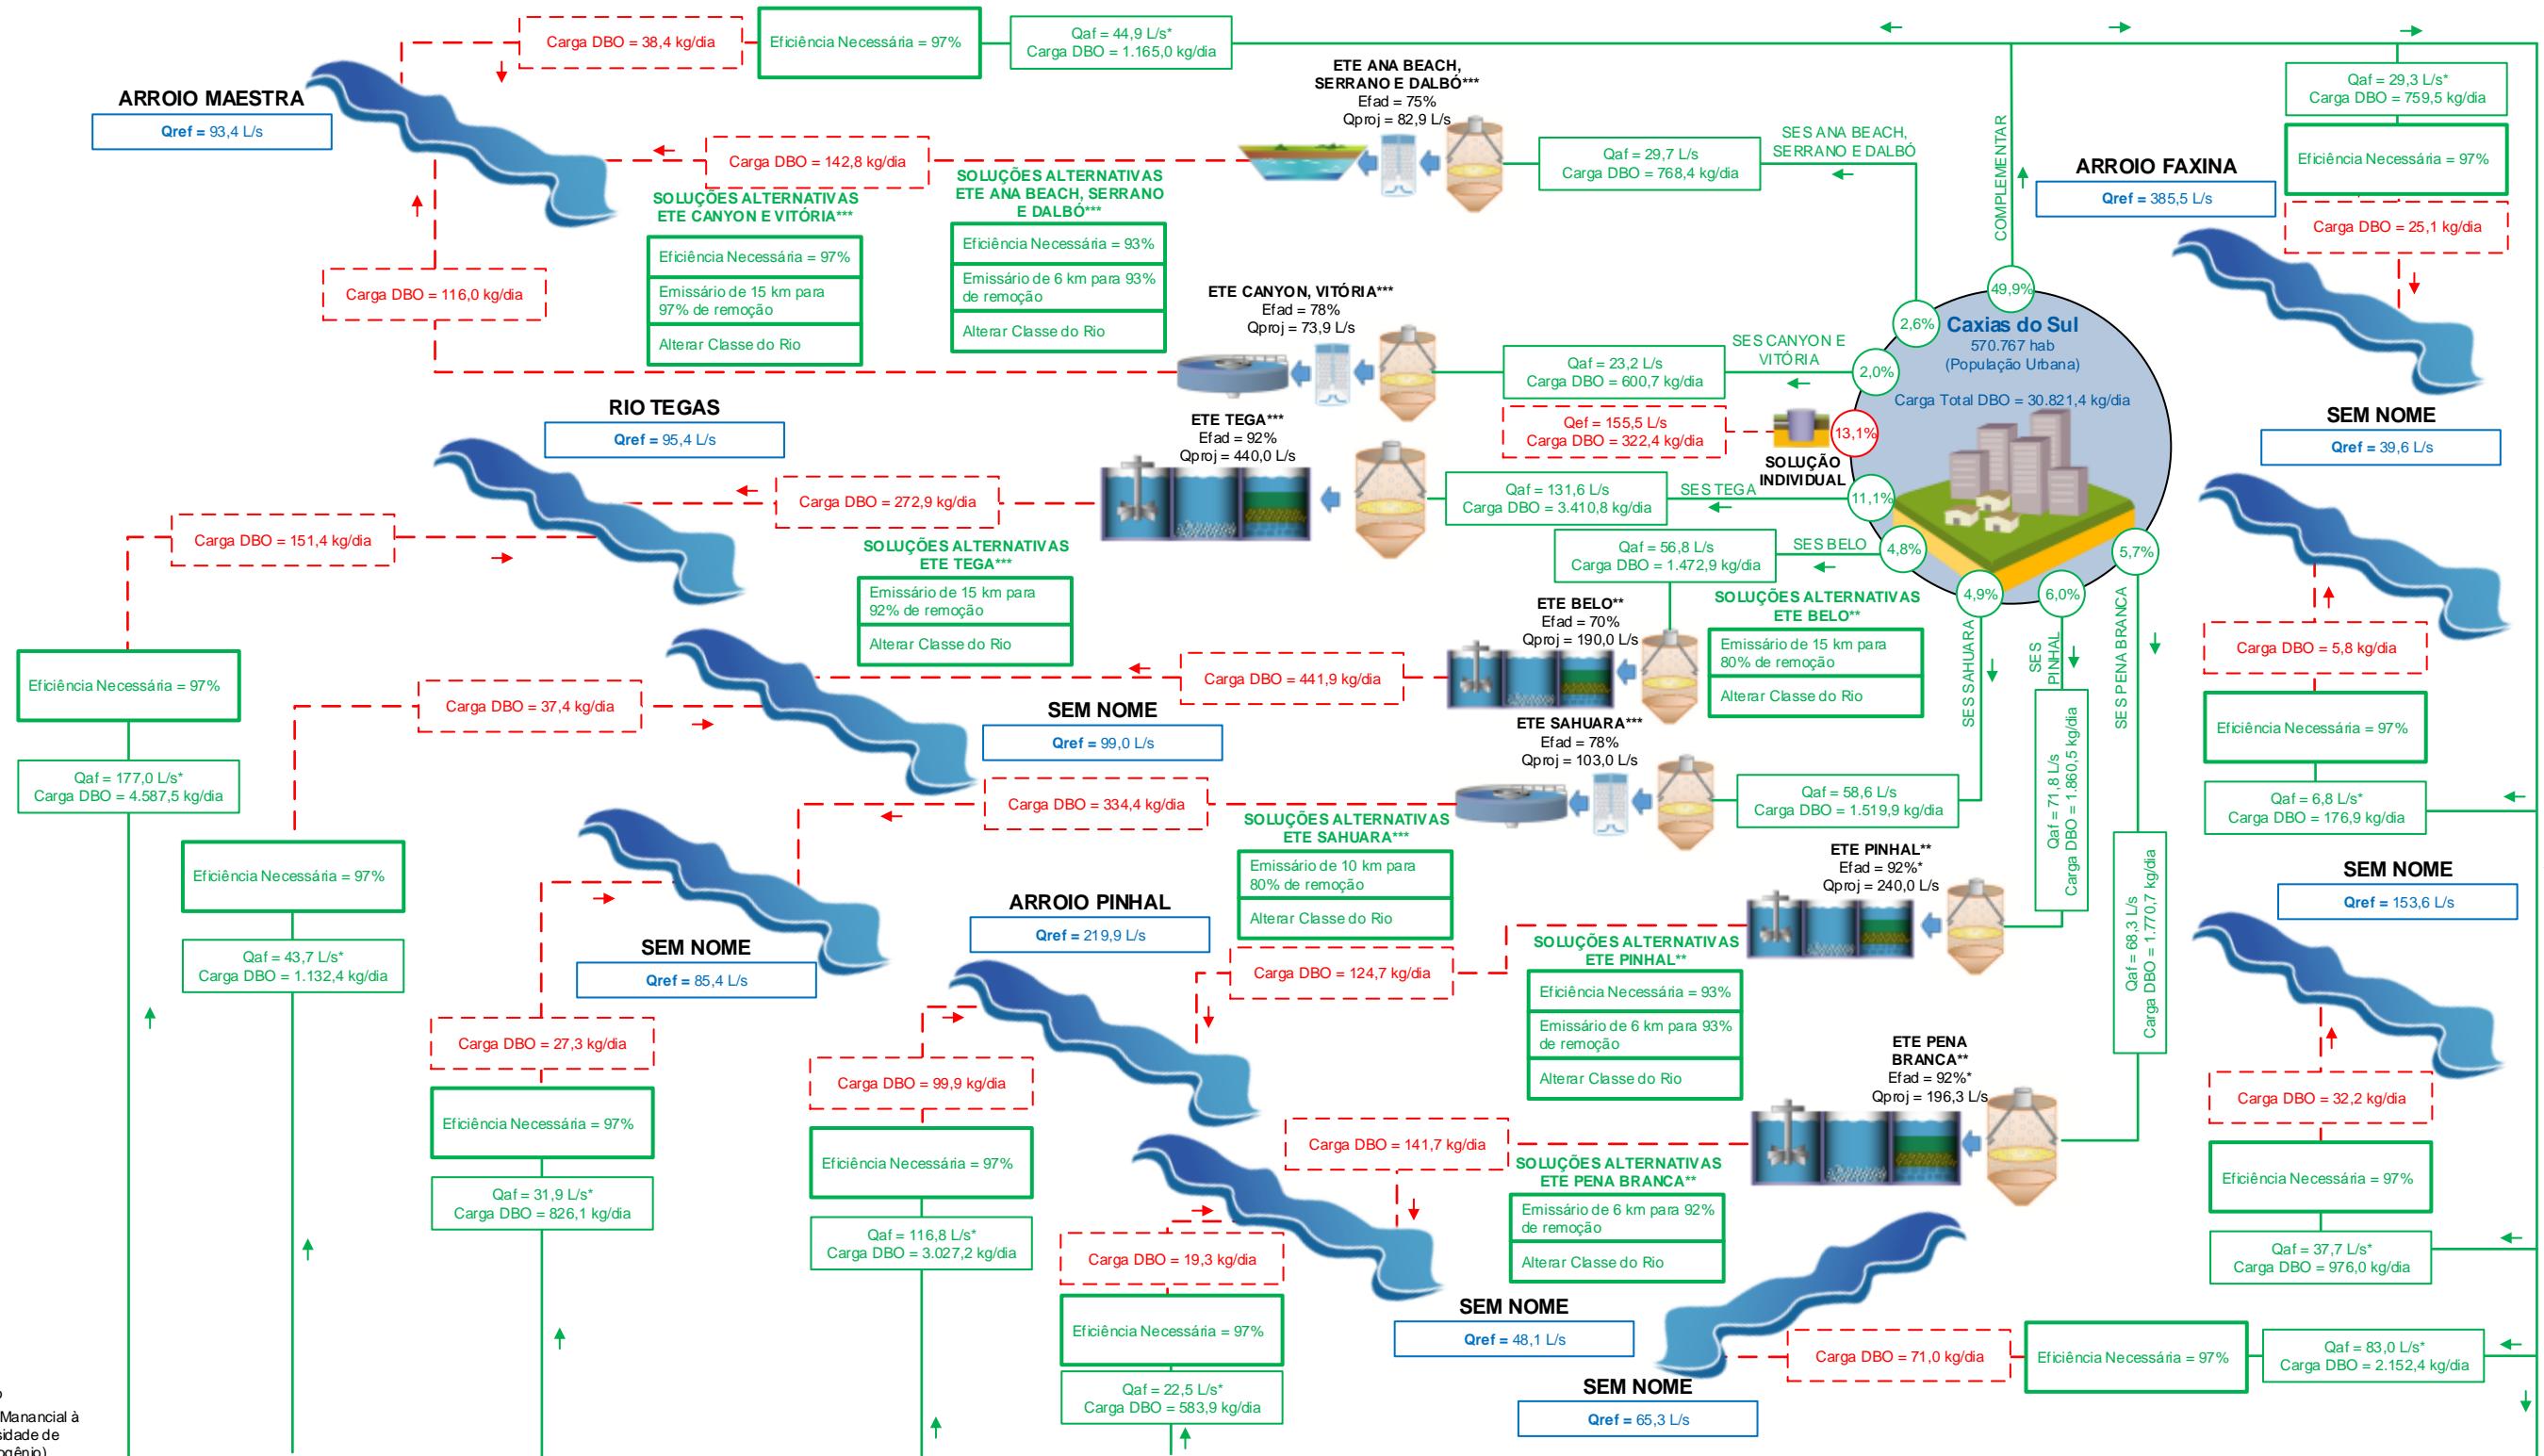 Carga DBO = 38,4 kg/dia
Eficiência Necessária = 97%
Qaf = 44,9 L/s*
Carga DBO = 1.165,0 kg/dia
ARROIO MAESTRA
Qref = 93,4 L/s
ETE ANA BEACH,
SERRANO E DALBÓ***
Efad = 75%
Qproj = 82,9 L/s
Carga DBO = 142,8 kg/dia
Qaf = 29,7 L/s
Carga DBO = 768,4 kg/dia
SES ANA BEACH,
SERRANO E DALBÓ
COMPLEMENTAR
Qaf = 29,3 L/s*
Carga DBO = 759,5 kg/dia
Eficiência Necessária = 97%
Carga DBO = 25,1 kg/dia
ARROIO FAXINA
Qref = 385,5 L/s
SOLUÇÕES ALTERNATIVAS
ETE CANYON E VITÓRIA***
Eficiência Necessária = 97%
Emissário de 15 km para
97% de remoção
Alterar Classe do Rio
SOLUÇÕES ALTERNATIVAS
ETE ANA BEACH, SERRANO
E DALBÓ***
Eficiência Necessária = 93%
Emissário de 6 km para 93%
de remoção
Alterar Classe do Rio
Carga DBO = 116,0 kg/dia
ETE CANYON, VITÓRIA***
Efad = 78%
Qproj = 73,9 L/s
Qaf = 23,2 L/s
Carga DBO = 600,7 kg/dia
SES CANYON E
VITÓRIA
49,9%
2,6%
2,0%
13,1%
11,1%
4,8%
4,9%
6,0%
5,7%
Caxias do Sul
570.767 hab
(População Urbana)
Carga Total DBO = 30.821,4 kg/dia
Qef = 155,5 L/s
Carga DBO = 322,4 kg/dia
SOLUÇÃO
INDIVIDUAL
RIO TEGAS
Qref = 95,4 L/s
ETE TEGA***
Efad = 92%
Qproj = 440,0 L/s
Carga DBO = 272,9 kg/dia
Qaf = 131,6 L/s
Carga DBO = 3.410,8 kg/dia
SES TEGA
Carga DBO = 151,4 kg/dia
SOLUÇÕES ALTERNATIVAS
ETE TEGA***
Emissário de 15 km para
92% de remoção
Alterar Classe do Rio
Qaf = 56,8 L/s
Carga DBO = 1.472,9 kg/dia
SES BELO
ETE BELO**
Efad = 70%
Qproj = 190,0 L/s
SOLUÇÕES ALTERNATIVAS
ETE BELO**
Emissário de 15 km para
80% de remoção
Alterar Classe do Rio
SES SAHUARA
SES
PINHAL
SES PENA BRANCA
SEM NOME
Qref = 39,6 L/s
Carga DBO = 5,8 kg/dia
Eficiência Necessária = 97%
Qaf = 6,8 L/s*
Carga DBO = 176,9 kg/dia
Eficiência Necessária = 97%
Qaf = 177,0 L/s*
Carga DBO = 4.587,5 kg/dia
Carga DBO = 37,4 kg/dia
Carga DBO = 441,9 kg/dia
SEM NOME
Qref = 99,0 L/s
ETE SAHUARA***
Efad = 78%
Qproj = 103,0 L/s
Carga DBO = 334,4 kg/dia
Qaf = 58,6 L/s
Carga DBO = 1.519,9 kg/dia
Qaf = 71,8 L/s
Carga DBO = 1.860,5 kg/dia
Qaf = 68,3 L/s
Carga DBO = 1.770,7 kg/dia
Eficiência Necessária = 97%
Qaf = 43,7 L/s*
Carga DBO = 1.132,4 kg/dia
SOLUÇÕES ALTERNATIVAS
ETE SAHUARA***
Emissário de 10 km para
80% de remoção
Alterar Classe do Rio
ETE PINHAL**
Efad = 92%*
Qproj = 240,0 L/s
SEM NOME
Qref = 85,4 L/s
ARROIO PINHAL
Qref = 219,9 L/s
Carga DBO = 124,7 kg/dia
SOLUÇÕES ALTERNATIVAS
ETE PINHAL**
Eficiência Necessária = 93%
Emissário de 6 km para 93%
de remoção
Alterar Classe do Rio
SEM NOME
Qref = 153,6 L/s
Carga DBO = 27,3 kg/dia
Eficiência Necessária = 97%
Qaf = 31,9 L/s*
Carga DBO = 826,1 kg/dia
Carga DBO = 99,9 kg/dia
Eficiência Necessária = 97%
Qaf = 116,8 L/s*
Carga DBO = 3.027,2 kg/dia
ETE PENA
BRANCA**
Efad = 92%*
Qproj = 196,3 L/s
Carga DBO = 141,7 kg/dia
SOLUÇÕES ALTERNATIVAS
ETE PENA BRANCA**
Emissário de 6 km para 92%
de remoção
Alterar Classe do Rio
Carga DBO = 32,2 kg/dia
Eficiência Necessária = 97%
Qaf = 37,7 L/s*
Carga DBO = 976,0 kg/dia
Carga DBO = 19,3 kg/dia
Eficiência Necessária = 97%
Qaf = 22,5 L/s*
Carga DBO = 583,9 kg/dia
SEM NOME
Qref = 48,1 L/s
SEM NOME
Qref = 65,3 L/s
Carga DBO = 71,0 kg/dia
Eficiência Necessária = 97%
Qaf = 83,0 L/s*
Carga DBO = 2.152,4 kg/dia
Manancial à
sidade de
ogênio)